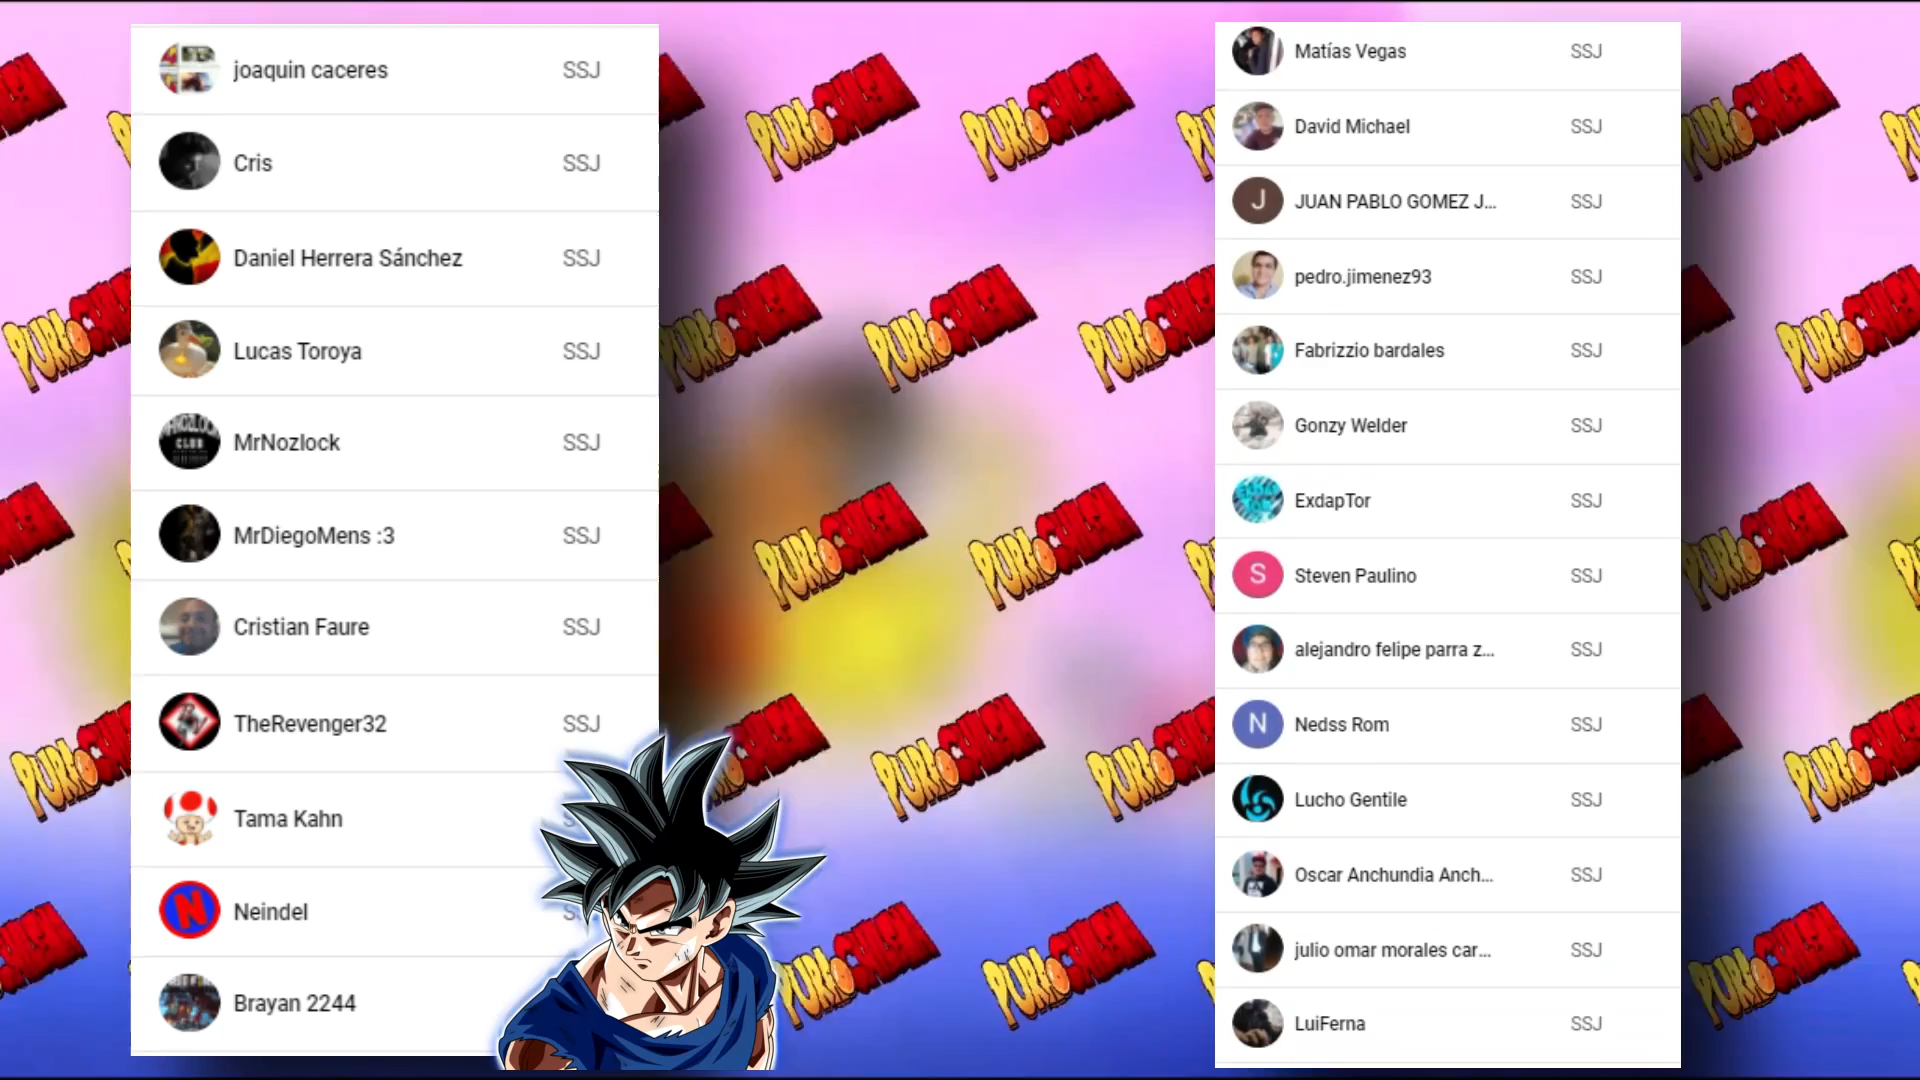 joaquin caceres SSJ
Cris SSJ
Daniel Herrera Sánchez SSJ
Lucas Toroya SSJ
MrNozlock SSJ
MrDiegoMens :3 SSJ
Cristian Faure SSJ
TheRevenger32 SSJ
Tama Kahn
Neindel
Brayan 2244
Matías Vegas SSJ
David Michael SSJ
J JUAN PABLO GOMEZ J... SSJ
pedro.jimenez93 SSJ
Fabrizzio bardales SSJ
Gonzy Welder SSJ
ExdapTor SSJ
S Steven Paulino SSJ
alejandro felipe parra z... SSJ
N Nedss Rom SSJ
Lucho Gentile SSJ
Oscar Anchundia Anch... SSJ
julio omar morales car... SSJ
LuiFerna SSJ